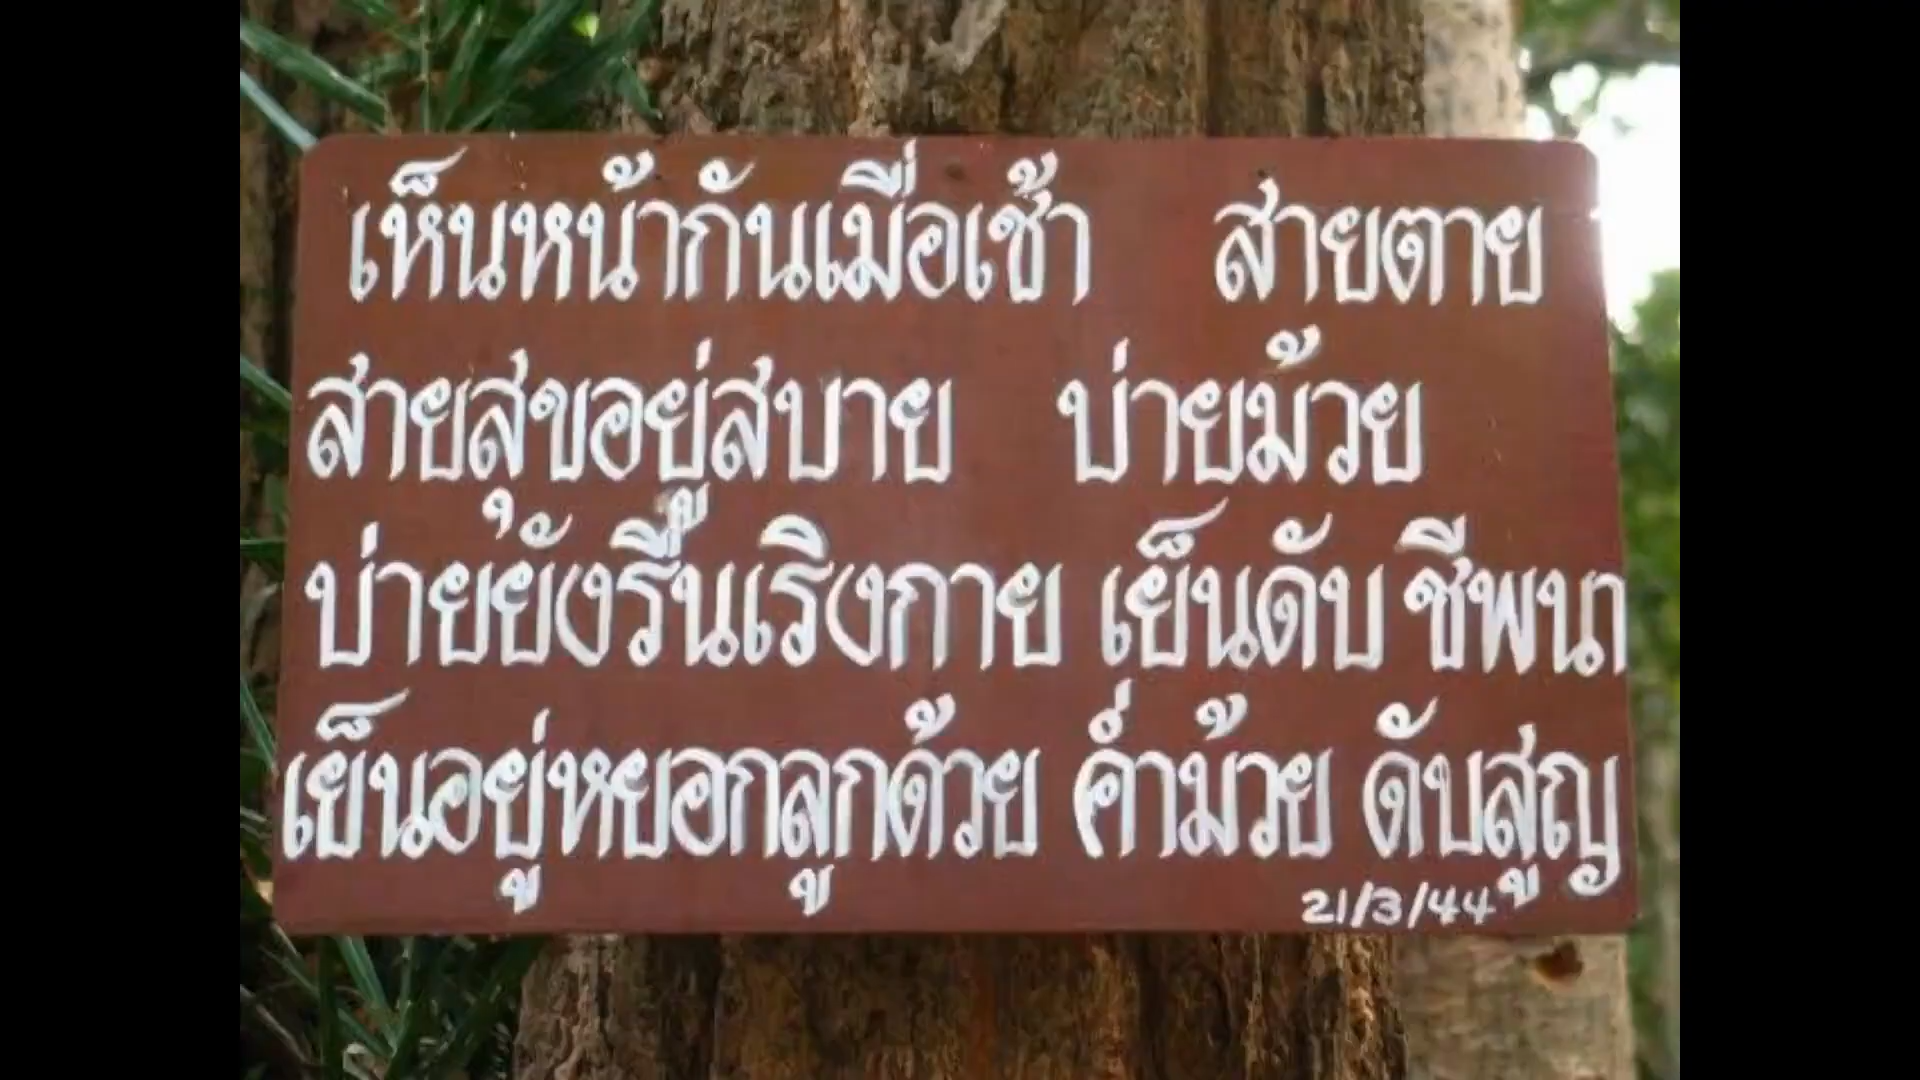 เห็นหน้ากันเมื่อเช้า สายตาย
สายสุขอยู่สบาย บ่ายม้วย
บ่ายยังรื่นเริงกาย เย็นดับ ชีพนา
เย็นอยู่หยอกลูกด้วย ค่ำม้วย ดับสูญ
21/3/44